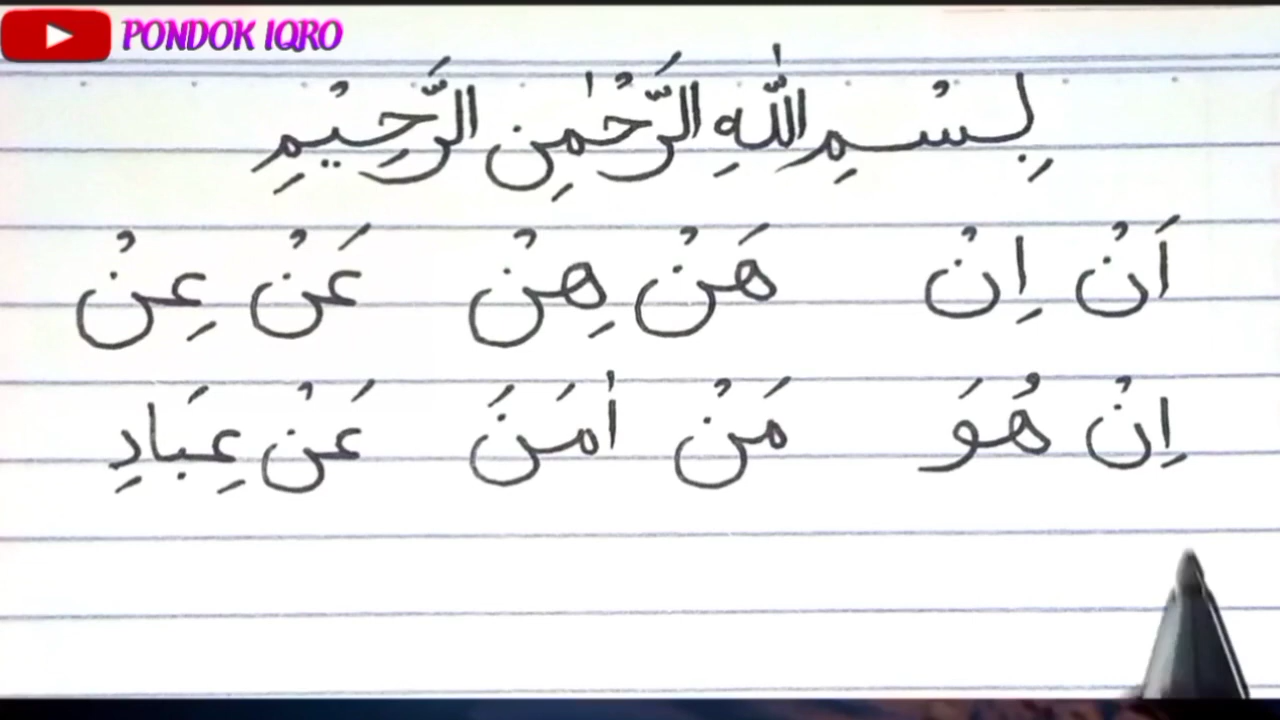 PONDOK IQRO
بِسْمِ اللّٰهِ الرَّحْمٰنِ الرَّحِيْمِ
اَنْ اِنْ هَنْ هِنْ عَنْ عِنْ
اِنْ هُوَ مَنْ اٰمَنَ عَنْ عِبَادِ